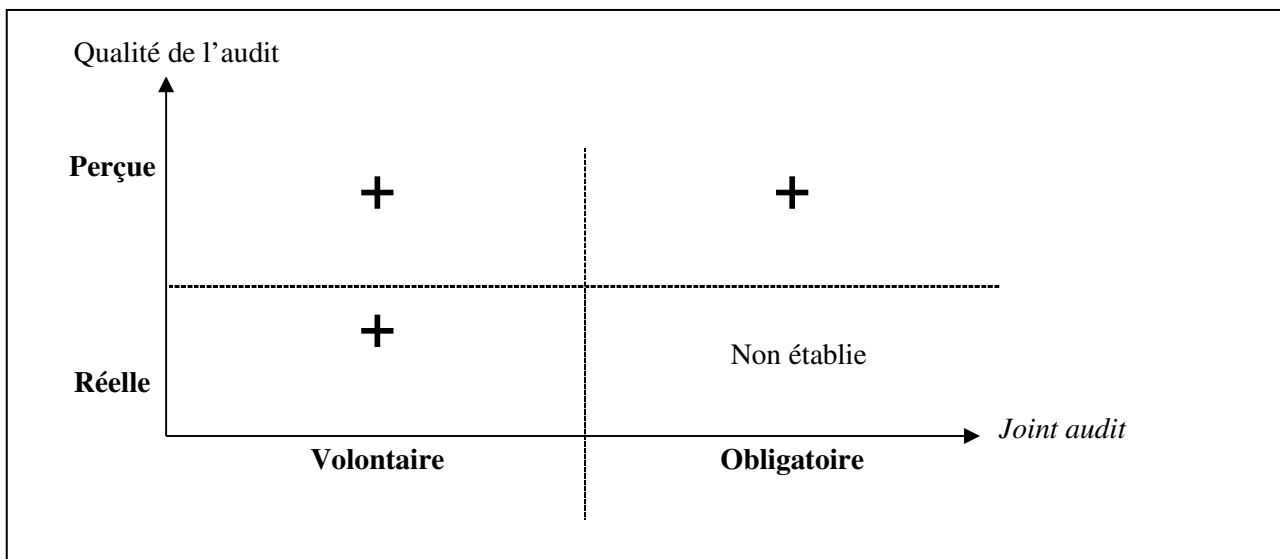 Qualité de l’audit
Perçue
+ +
+
Non établie
Réelle
Joint audit
Volontaire Obligatoire